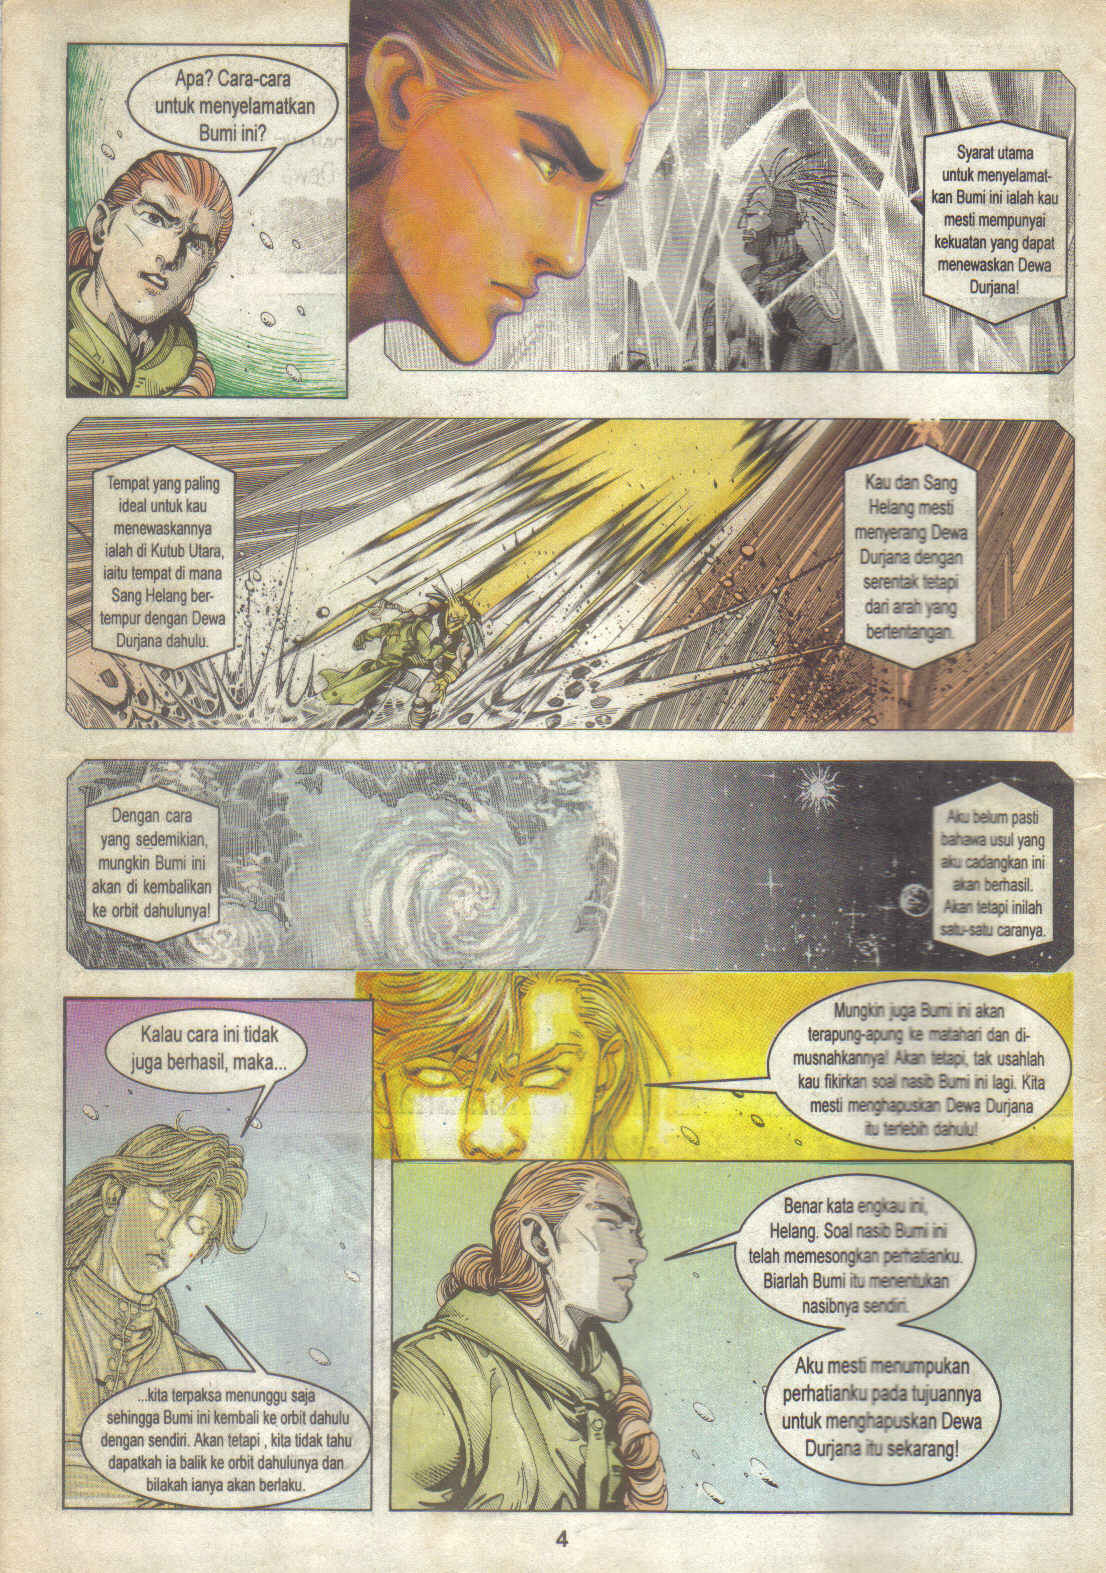 Apa? Cara-cara
untuk menyelamatkan
Bumi ini?
Syarat utama
untuk menyelamat-
kan Bumi ini ialah kau
mesti mempunyai
kekuatan yang dapat
menewaskan Dewa
Durjana!
Tempat yang paling
ideal untuk kau
menewaskannya
ialah di Kutub Utara,
iaitu tempat di mana
Sang Helang ber-
tempur dengan Dewa
Durjana dahulu.
Kau dan Sang
Helang mesti
menyerang Dewa
Durjana dengan
serentak tetapi
dari arah yang
bertentangan.
Dengan cara
yang sedemikian,
mungkin Bumi ini
akan di kembalikan
ke orbit dahulunya!
Aku belum pasti
bahawa usul yang
aku cadangkan ini
akan berhasil.
Akan tetapi inilah
satu-satu caranya.
Kalau cara ini tidak
juga berhasil, maka...
...kita terpaksa menunggu saja
sehingga Bumi ini kembali ke orbit dahulu
dengan sendiri. Akan tetapi , kita tidak tahu
dapatkah ia balik ke orbit dahulunya dan
bilakah ianya akan berlaku.
Mungkin juga Bumi ini akan
terapung-apung ke matahari dan di-
musnahkannya! Akan tetapi, tak usahlah
kau fikirkan soal nasib Bumi ini lagi. Kita
mesti menghapuskan Dewa Durjana
itu terlebih dahulu!
Benar kata engkau ini,
Helang. Soal nasib Bumi ini
telah memesongkan perhatianku.
Biarlah Bumi itu menentukan
nasibnya sendiri.
Aku mesti menumpukan
perhatianku pada tujuannya
untuk menghapuskan Dewa
Durjana itu sekarang!
4